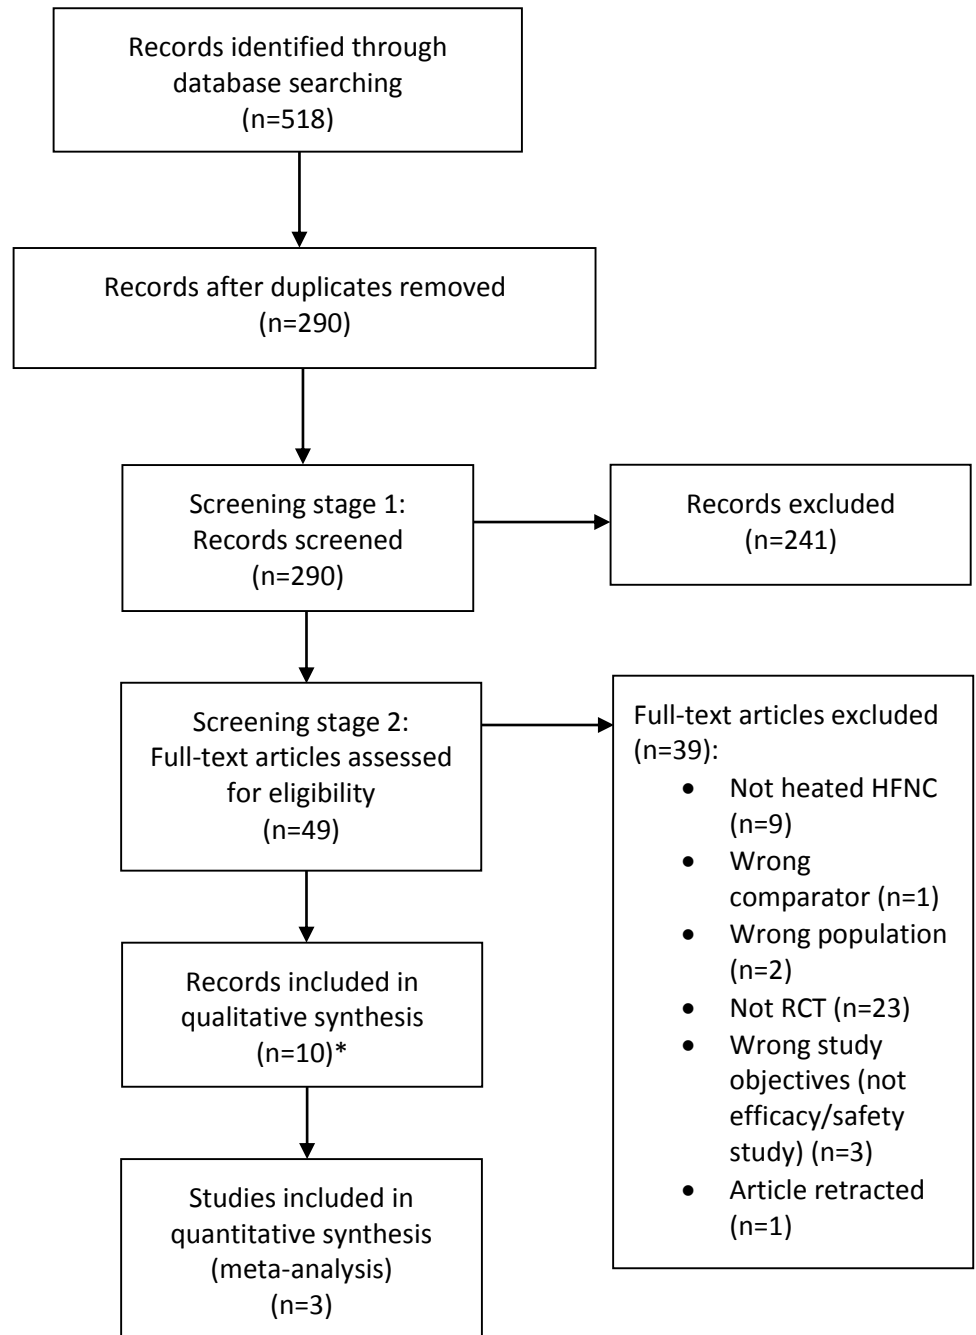 Records identified through
database searching
(n=518)
Records after duplicates removed
(n=290)
Screening stage 1:
Records screened
(n=290)
Records excluded
(n=241)
Screening stage 2:
Full-text articles assessed
for eligibility
(n=49)
Full-text articles excluded
(n=39):
• Not heated HFNC
(n=9)
• Wrong
comparator (n=1)
• Wrong population
(n=2)
• Not RCT (n=23)
• Wrong study
objectives (not
efficacy/safety
study) (n=3)
• Article retracted
(n=1)
Records included in
qualitative synthesis
(n=10)*
Studies included in
quantitative synthesis
(meta-analysis)
(n=3)